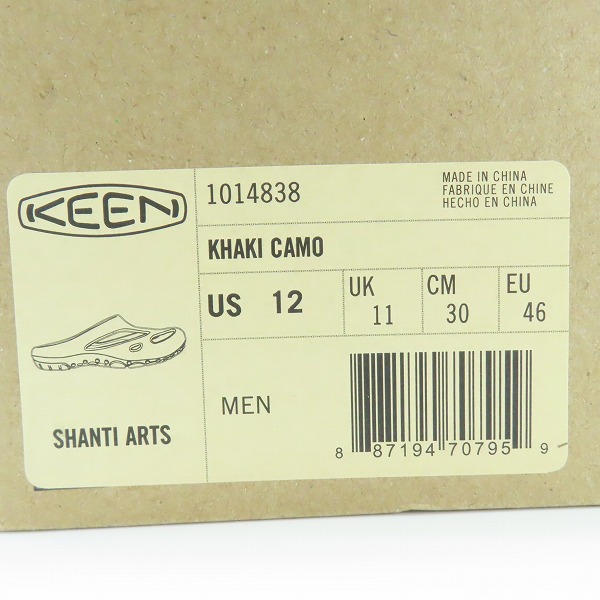 KEEN
1014838
MADE IN CHINA
FABRIQUE EN CHINE
HECHO EN CHINA
KHAKI CAMO
US 12
UK 11
CM 30
EU 46
SHANTI ARTS
MEN
8 87194 70795 9